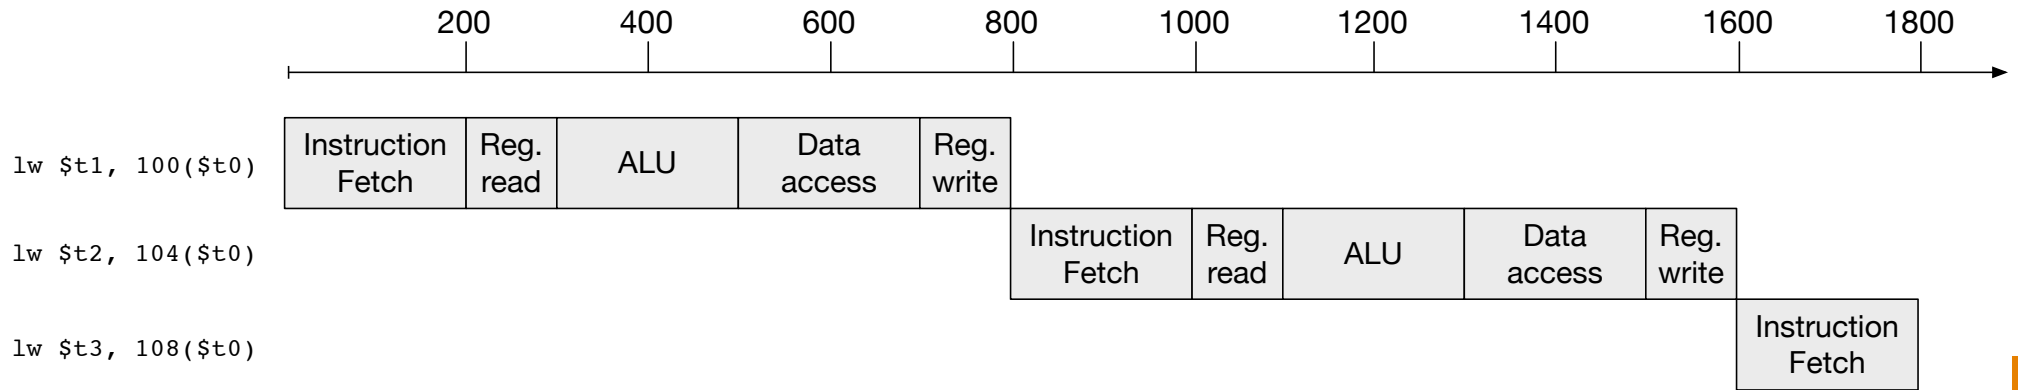 200 400 600 800 1000 1200 1400 1600 1800
lw $t1, 100($t0)
Instruction
Fetch
Reg.
read
ALU
Data
access
Reg.
write
lw $t2, 104($t0)
Instruction
Fetch
Reg.
read
ALU
Data
access
Reg.
write
lw $t3, 108($t0)
Instruction
Fetch